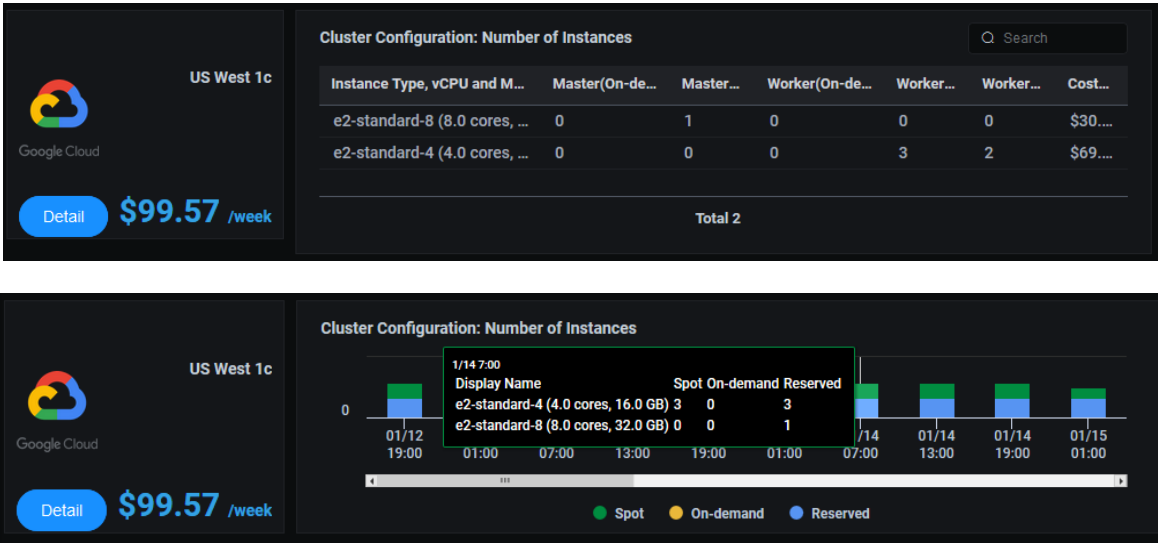 Cluster Configuration: Number of Instances
Search
US West 1c
Google Cloud
Detail $99.57 /week
Instance Type, vCPU and M... Master(On-de... Master... Worker(On-de... Worker... Worker... Cost...
e2-standard-8 (8.0 cores, ... 0 1 0 0 0 $30....
e2-standard-4 (4.0 cores, ... 0 0 0 3 2 $69....
Total 2
US West 1c
Google Cloud
Detail $99.57 /week
Cluster Configuration: Number of Instances
1/14 7:00
Display Name Spot On-demand Reserved
e2-standard-4 (4.0 cores, 16.0 GB) 3 0 3
e2-standard-8 (8.0 cores, 32.0 GB) 0 0 1
0
01/12 /14 01/14 01/14 01/15
19:00 01:00 07:00 13:00 19:00 01:00 07:00 13:00 19:00 01:00
Spot On-demand Reserved